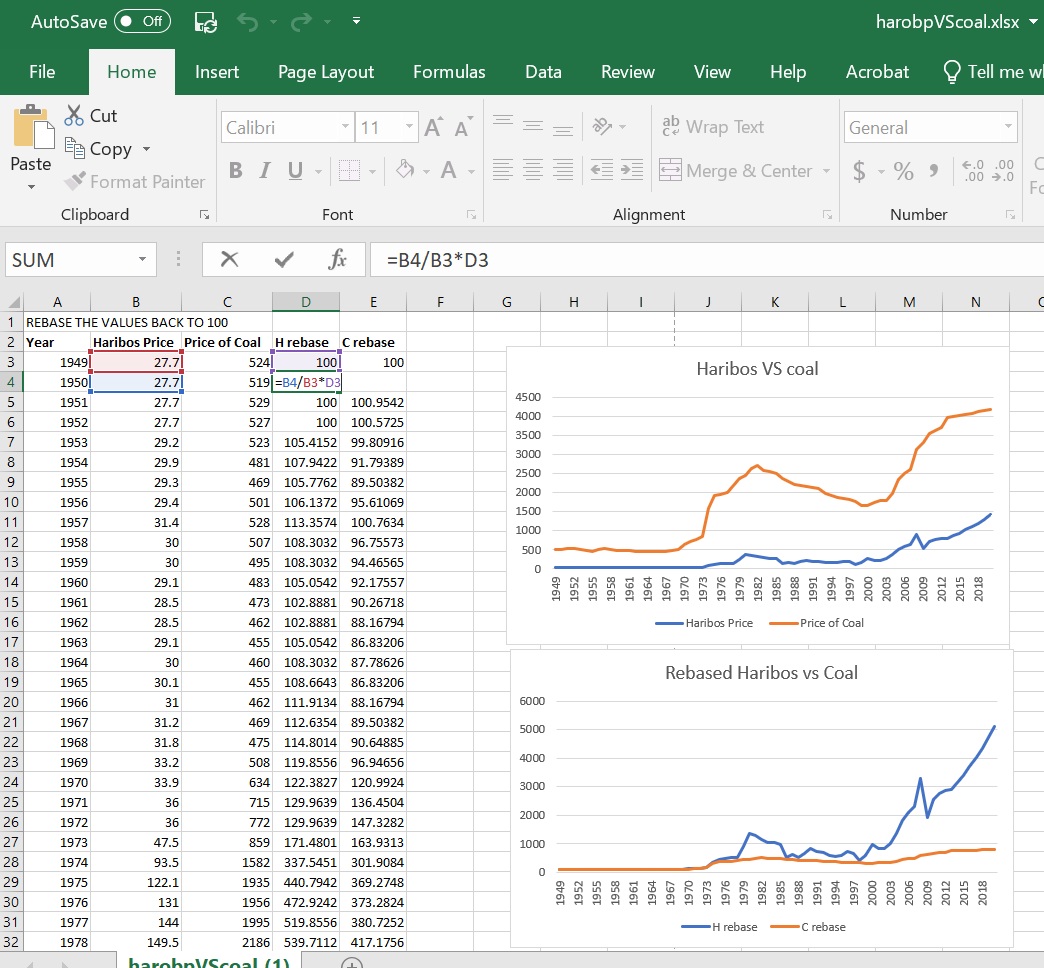 AutoSave Off harobpVScoal.xlsx
File Home Insert Page Layout Formulas Data Review View Help Acrobat Tell me
Cut
Copy
Paste
Format Painter
Calibri 11
B I U A
ab Wrap Text
Merge & Center
General
$ % ,
Clipboard Font Alignment Number
SUM fx =B4/B3*D3
A B C D E F G H I J K L M N
1 REBASE THE VALUES BACK TO 100
2 Year Haribos Price Price of Coal H rebase C rebase
3 1949 27.7 524 100 100
4 1950 27.7 519 =B4/B3*D3
5 1951 27.7 529 100 100.9542
6 1952 27.7 527 100 100.5725
7 1953 29.2 523 105.4152 99.80916
8 1954 29.9 481 107.9422 91.79389
9 1955 29.3 469 105.7762 89.50382
10 1956 29.4 501 106.1372 95.61069
11 1957 31.4 528 113.3574 100.7634
12 1958 30 507 108.3032 96.75573
13 1959 30 495 108.3032 94.46565
14 1960 29.1 483 105.0542 92.17557
15 1961 28.5 473 102.8881 90.26718
16 1962 28.5 462 102.8881 88.16794
17 1963 29.1 455 105.0542 86.83206
18 1964 30 460 108.3032 87.78626
19 1965 30.1 455 108.6643 86.83206
20 1966 31 462 111.9134 88.16794
21 1967 31.2 469 112.6354 89.50382
22 1968 31.8 475 114.8014 90.64885
23 1969 33.2 508 119.8556 96.94656
24 1970 33.9 634 122.3827 120.9924
25 1971 36 715 129.9639 136.4504
26 1972 36 772 129.9639 147.3282
27 1973 47.5 859 171.4801 163.9313
28 1974 93.5 1582 337.5451 301.9084
29 1975 122.1 1935 440.7942 369.2748
30 1976 131 1956 472.9242 373.2824
31 1977 144 1995 519.8556 380.7252
32 1978 149.5 2186 539.7112 417.1756
Haribos VS coal
4500
4000
3500
3000
2500
2000
1500
1000
500
0
1949 1952 1955 1958 1961 1964 1967 1970 1973 1976 1979 1982 1985 1988 1991 1994 1997 2000 2003 2006 2009 2012 2015 2018
Haribos Price Price of Coal
Rebased Haribos vs Coal
6000
5000
4000
3000
2000
1000
0
1949 1952 1955 1958 1961 1964 1967 1970 1973 1976 1979 1982 1985 1988 1991 1994 1997 2000 2003 2006 2009 2012 2015 2018
H rebase C rebase
harobpVScoal (1)